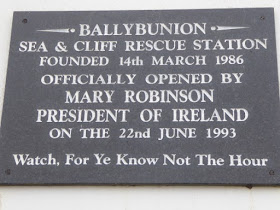 BALLYBUNION
SEA & CLIFF RESCUE STATION
FOUNDED 14th MARCH 1986
OFFICIALLY OPENED BY
MARY ROBINSON
PRESIDENT OF IRELAND
ON THE 22nd JUNE 1993
Watch, For Ye Know Not The Hour